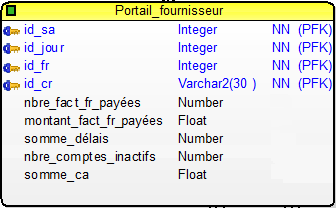 Portail_fournisseur
id_sa Integer NN (PFK)
id_jour Integer NN (PFK)
id_fr Integer NN (PFK)
id_cr Varchar2(30 ) NN (PFK)
nbre_fact_fr_payées Number
montant_fact_fr_payées Float
somme_délais Number
nbre_comptes_inactifs Number
somme_ca Float